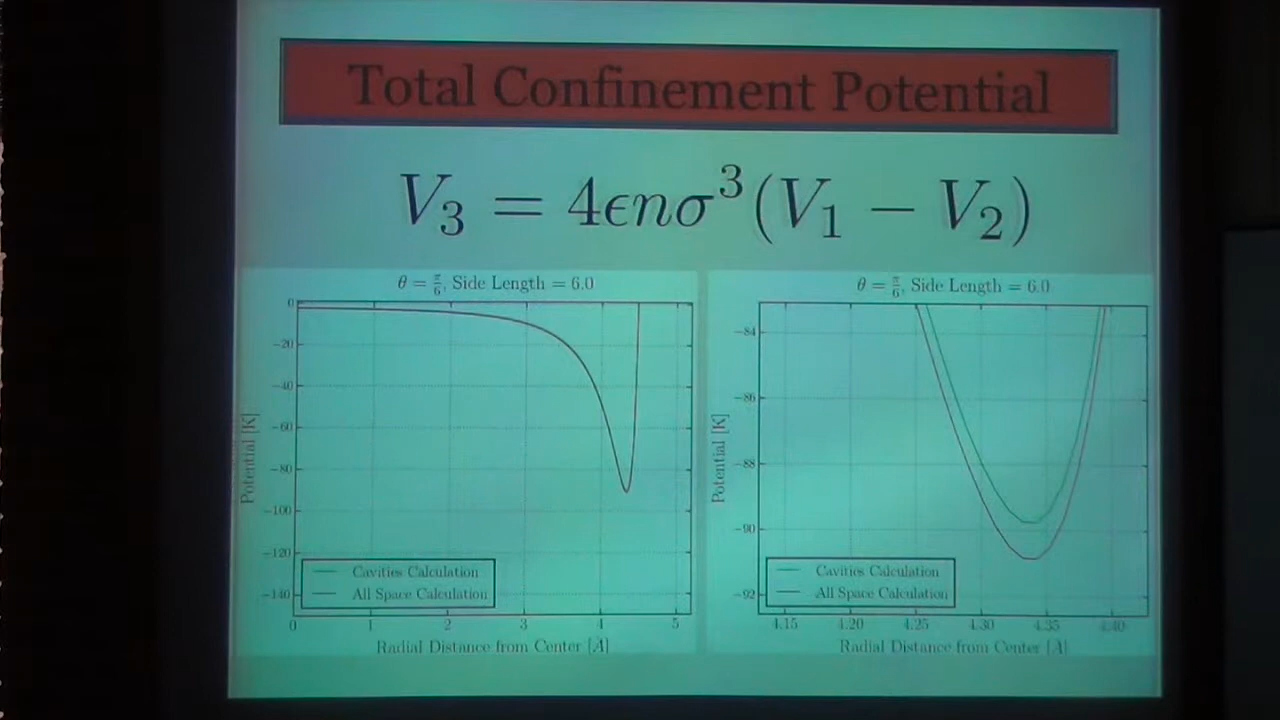 Total Confinement Potential
V₃ = 4ϵnσ³(V₁ − V₂)
θ = π/6, Side Length = 6.0
0
−20
−40
−60
−80
−100
−120
−140
Potential [K]
Cavities Calculation
All Space Calculation
0 1 2 3 4 5
Radial Distance from Center [Å]
θ = π/6, Side Length = 6.0
−84
−86
−88
−90
−92
Potential [K]
Cavities Calculation
All Space Calculation
4.15 4.20 4.25 4.30 4.35 4.40
Radial Distance from Center [Å]